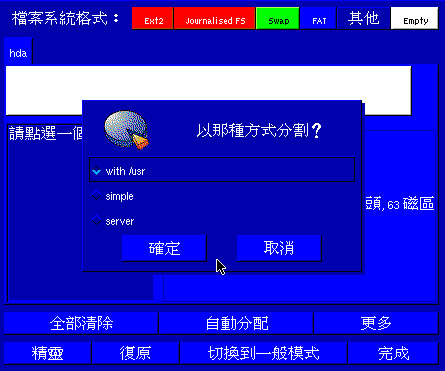 檔案系統格式： Ext2 Journalised FS Swap FAT 其他 Empty
hda
請點選一個
以那種方式分割？
with /usr
simple
頭, 63 磁區
server
確定 取消
全部清除 自動分配 更多
精靈 復原 切換到一般模式 完成